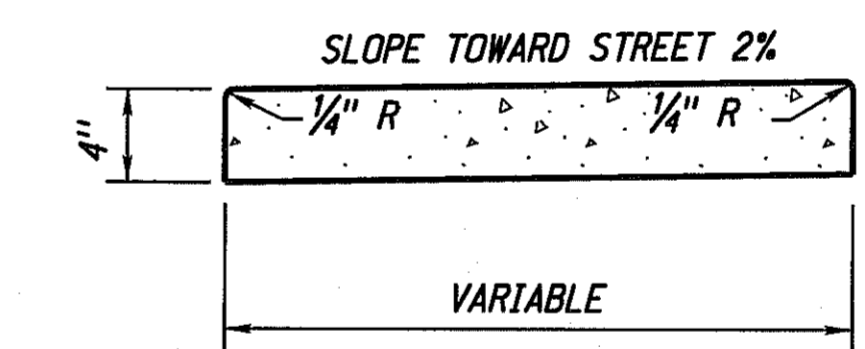 SLOPE TOWARD STREET 2%
1/4" R
1/4" R
4"
VARIABLE